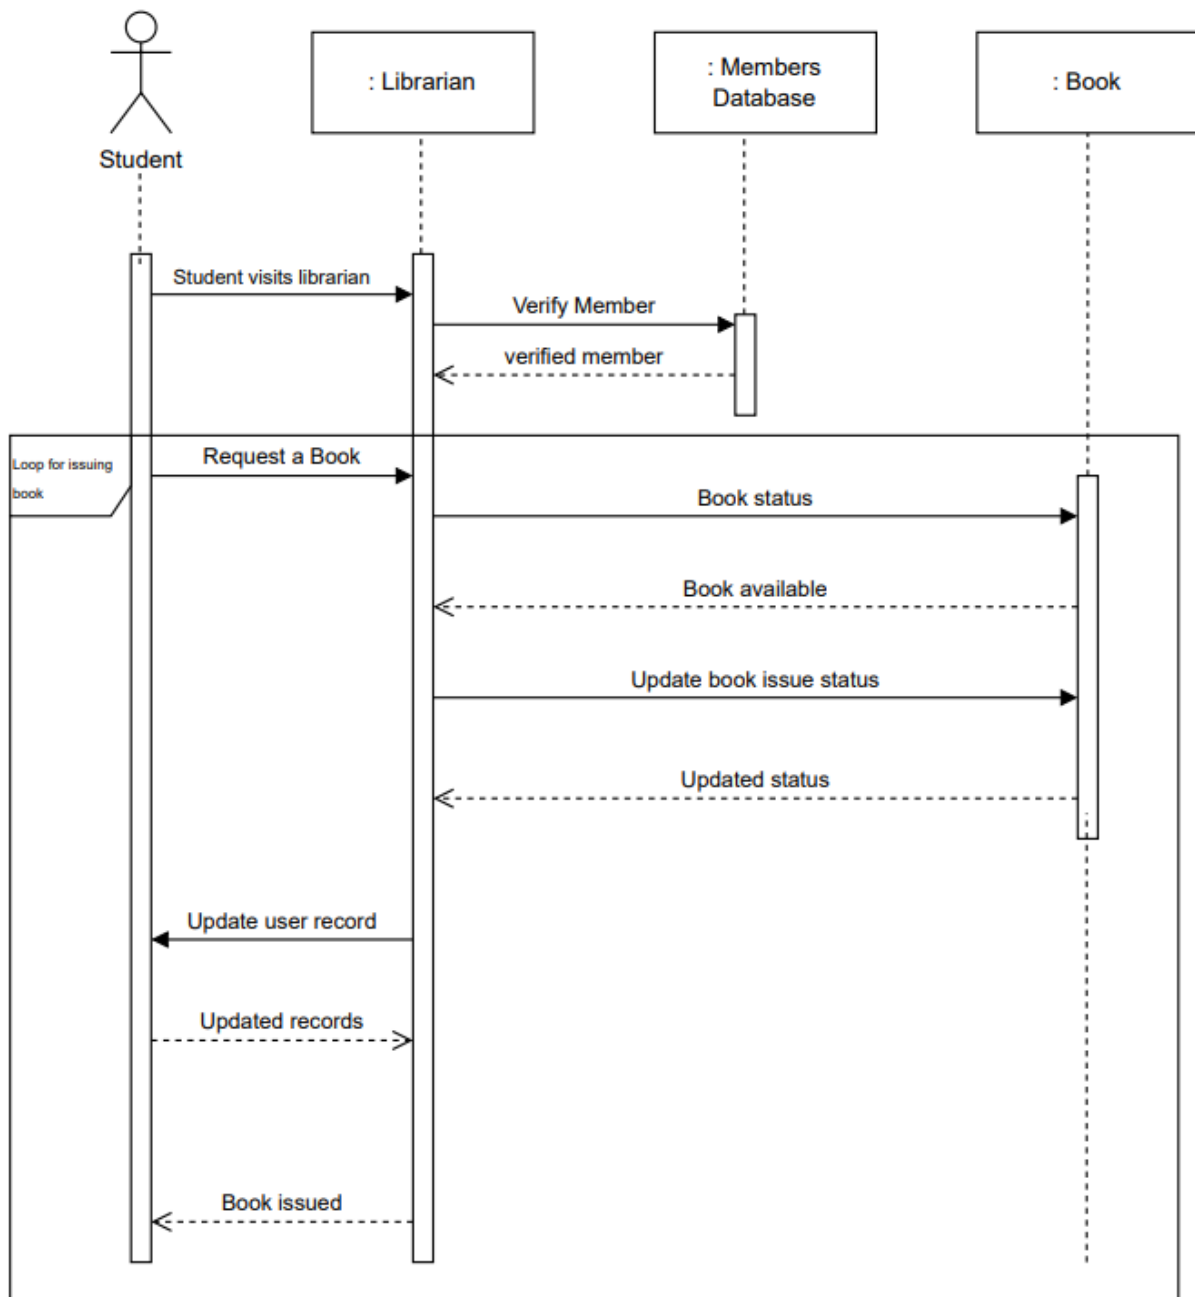 Student
: Librarian
: Members
Database
: Book
Student visits librarian
Verify Member
verified member
Loop for issuing
book
Request a Book
Book status
Book available
Update book issue status
Updated status
Update user record
Updated records
Book issued